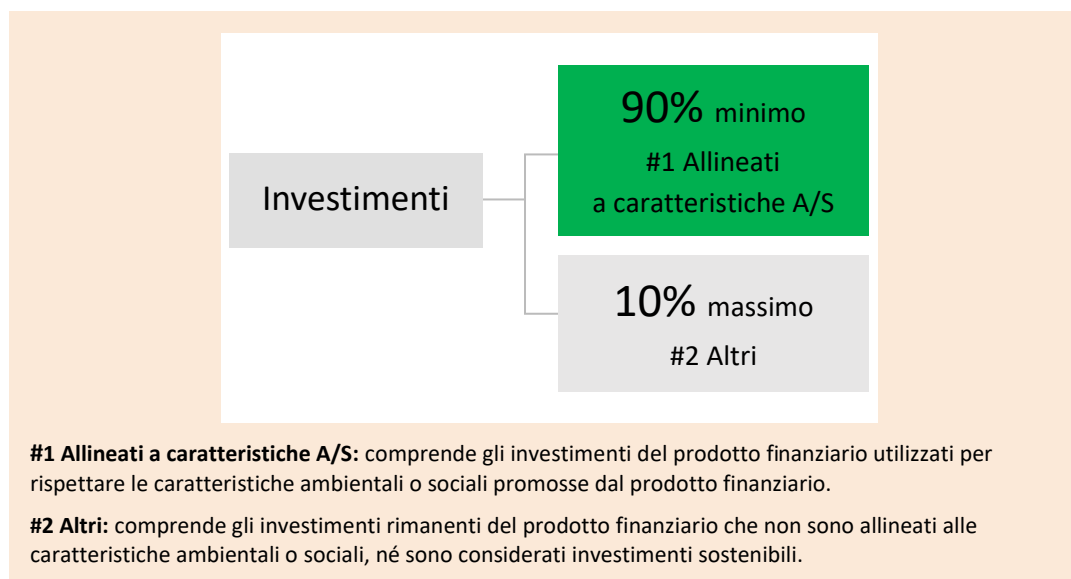 90% minimo
#1 Allineati
a caratteristiche A/S
Investimenti
10% massimo
#2 Altri
#1 Allineati a caratteristiche A/S: comprende gli investimenti del prodotto finanziario utilizzati per
rispettare le caratteristiche ambientali o sociali promosse dal prodotto finanziario.
#2 Altri: comprende gli investimenti rimanenti del prodotto finanziario che non sono allineati alle
caratteristiche ambientali o sociali, né sono considerati investimenti sostenibili.